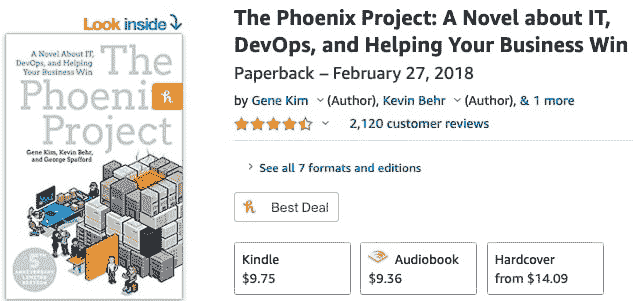 Look inside
A Novel About IT,
DevOps, and Helping
Your Business Win
The
Phoenix
Project
Gene Kim, Kevin Behr,
and George Spafford
5
ANNIVERSARY
LIMITED
EDITION
The Phoenix Project: A Novel about IT,
DevOps, and Helping Your Business Win
Paperback – February 27, 2018
by Gene Kim (Author), Kevin Behr (Author), & 1 more
2,120 customer reviews
See all 7 formats and editions
h Best Deal
Kindle
$9.75
Audiobook
$9.36
Hardcover
from $14.09